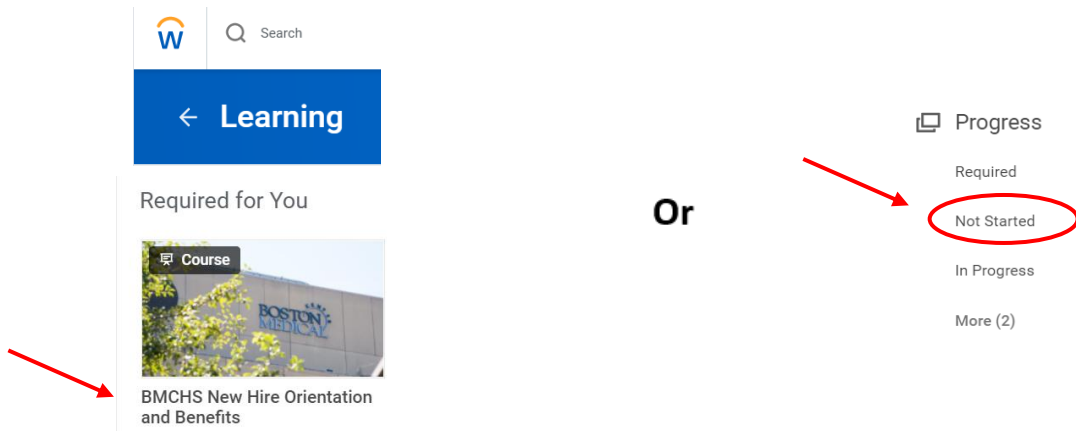 Search
Learning
Required for You
Course
BOSTON
MEDICAL
BMCHS New Hire Orientation
and Benefits
Or
Progress
Required
Not Started
In Progress
More (2)